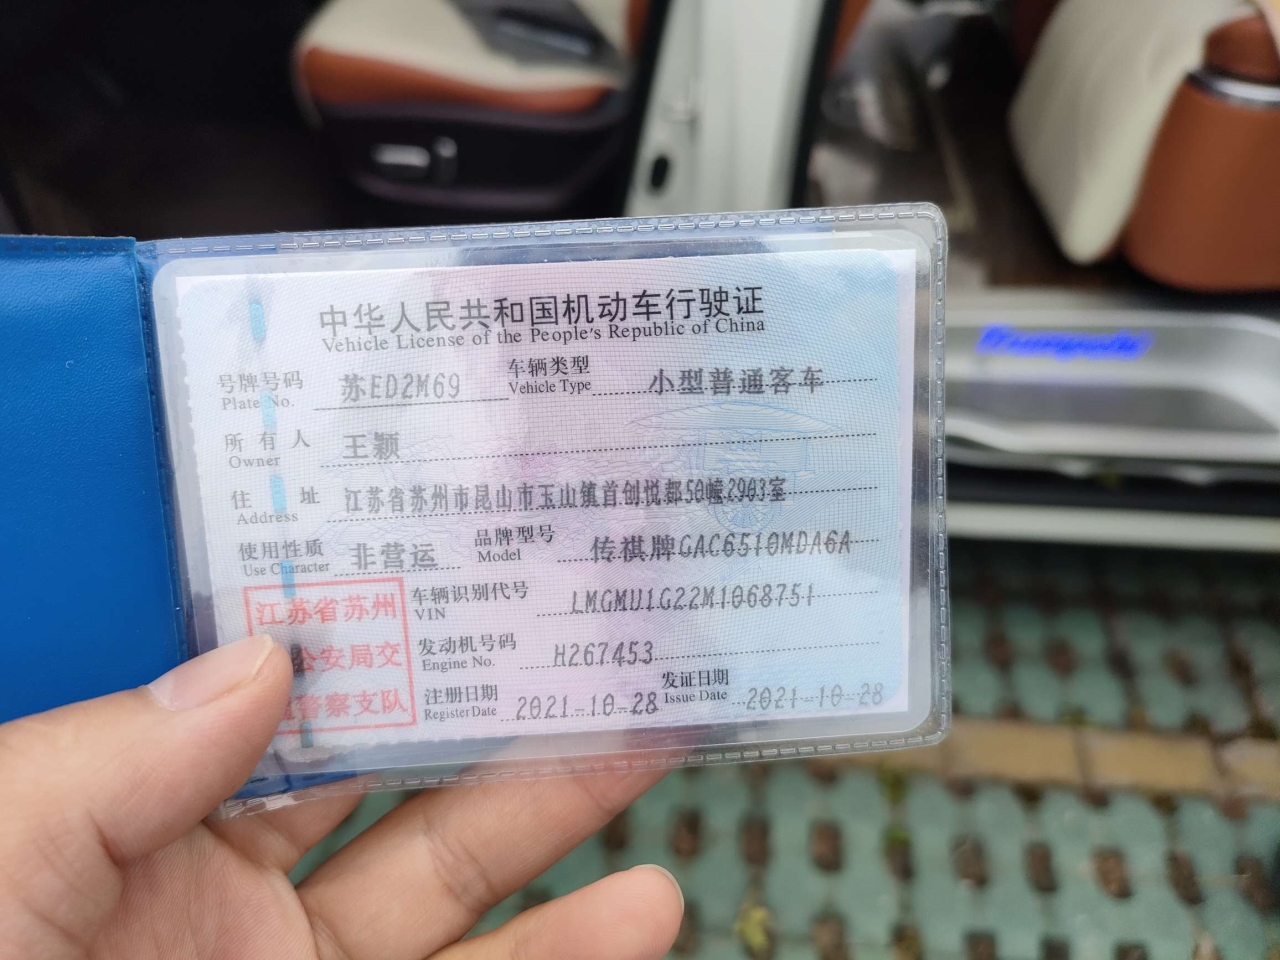 中华人民共和国机动车行驶证
Vehicle License of the People's Republic of China
号牌号码 苏ED2M69 车辆类型 小型普通客车
Plate No. Vehicle Type
所有人 王颖
Owner
住址 江苏省苏州市昆山市玉山镇首创悦都50幢2903室
Address
使用性质 非营运 品牌型号 传祺牌GAC6510MDA6A
Use Character Model
车辆识别代号 LMGMU1G22M1068751
VIN
发动机号码 H267453
Engine No.
注册日期 2021-10-28 发证日期 2021-10-28
Register Date Issue Date
江苏省苏州
公安局交
警察支队
Trumpchi